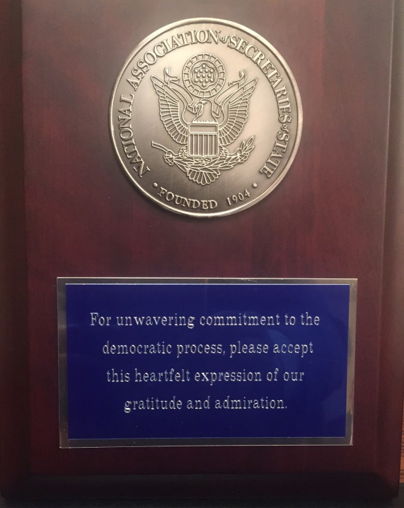 NATIONAL ASSOCIATION of SECRETARIES of STATE
• FOUNDED 1904 •
For unwavering commitment to the
democratic process, please accept
this heartfelt expression of our
gratitude and admiration.